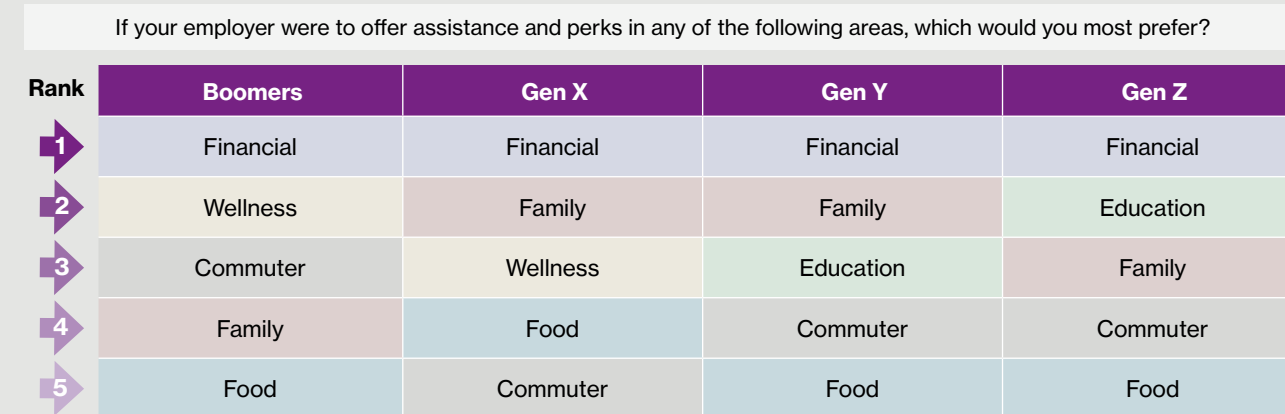 If your employer were to offer assistance and perks in any of the following areas, which would you most prefer?
Rank Boomers Gen X Gen Y Gen Z
1 Financial Financial Financial Financial
2 Wellness Family Family Education
3 Commuter Wellness Education Family
4 Family Food Commuter Commuter
5 Food Commuter Food Food